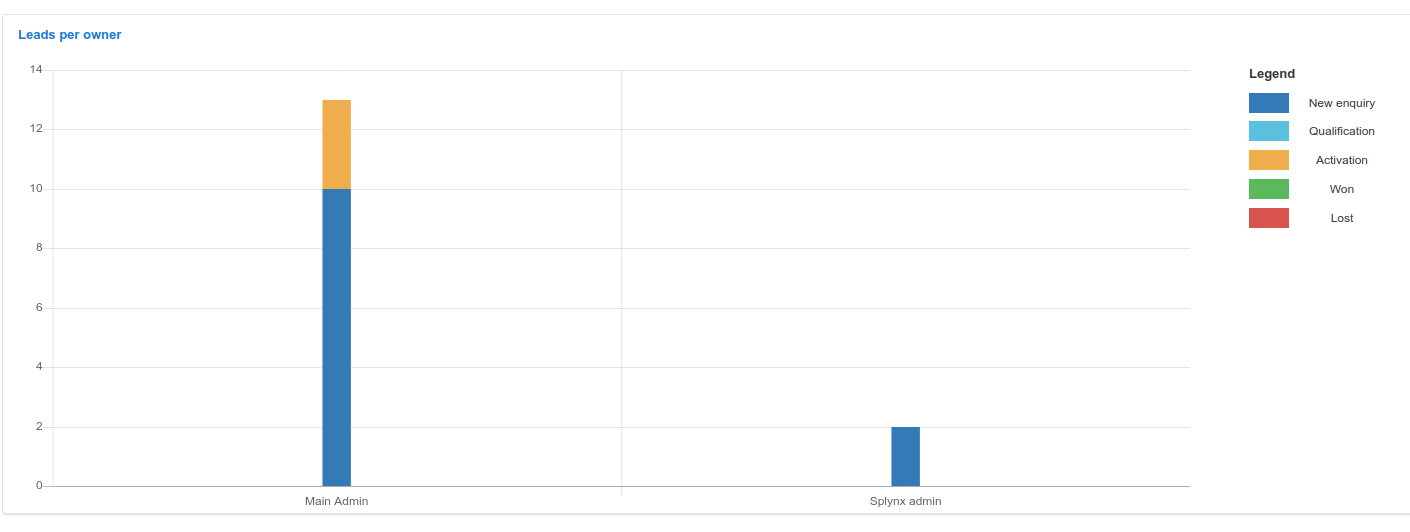 Leads per owner
14
12
10
8
6
4
2
0
Main Admin
Splynx admin
Legend
New enquiry
Qualification
Activation
Won
Lost